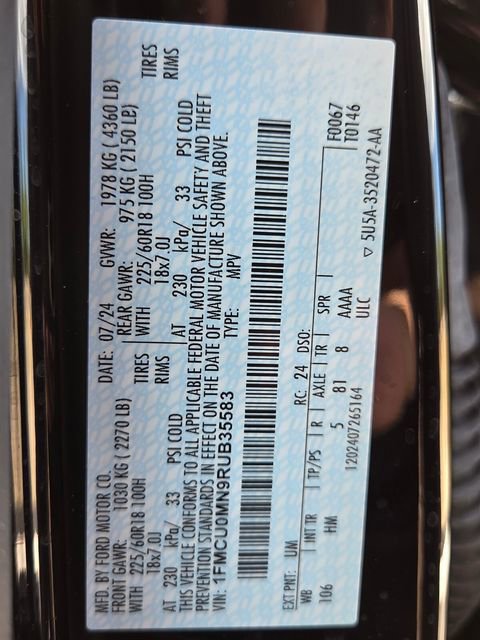 MFD. BY FORD MOTOR CO.
DATE: 07/24 GVWR: 1978 KG ( 4360 LB)
FRONT GAWR: 1030 KG ( 2270 LB) REAR GAWR: 975 KG ( 2150 LB)
WITH 225/60R18 100H TIRES WITH 225/60R18 100H TIRES
18x7.0J RIMS 18x7.0J RIMS
AT 230 kPa/ 33 PSI COLD AT 230 kPa/ 33 PSI COLD
THIS VEHICLE CONFORMS TO ALL APPLICABLE FEDERAL MOTOR VEHICLE SAFETY AND THEFT
PREVENTION STANDARDS IN EFFECT ON THE DATE OF MANUFACTURE SHOWN ABOVE.
VIN: 1FMCU0MN9RUB35583 TYPE: MPV
EXT PNT: UM RC: 24 DSO: F0067
T0146
WB INT TR TP/PS R AXLE TR SPR
106 HM 5 81 8 AAAA
1202407265164 ULC
▽ 5U5A-3520472-AA